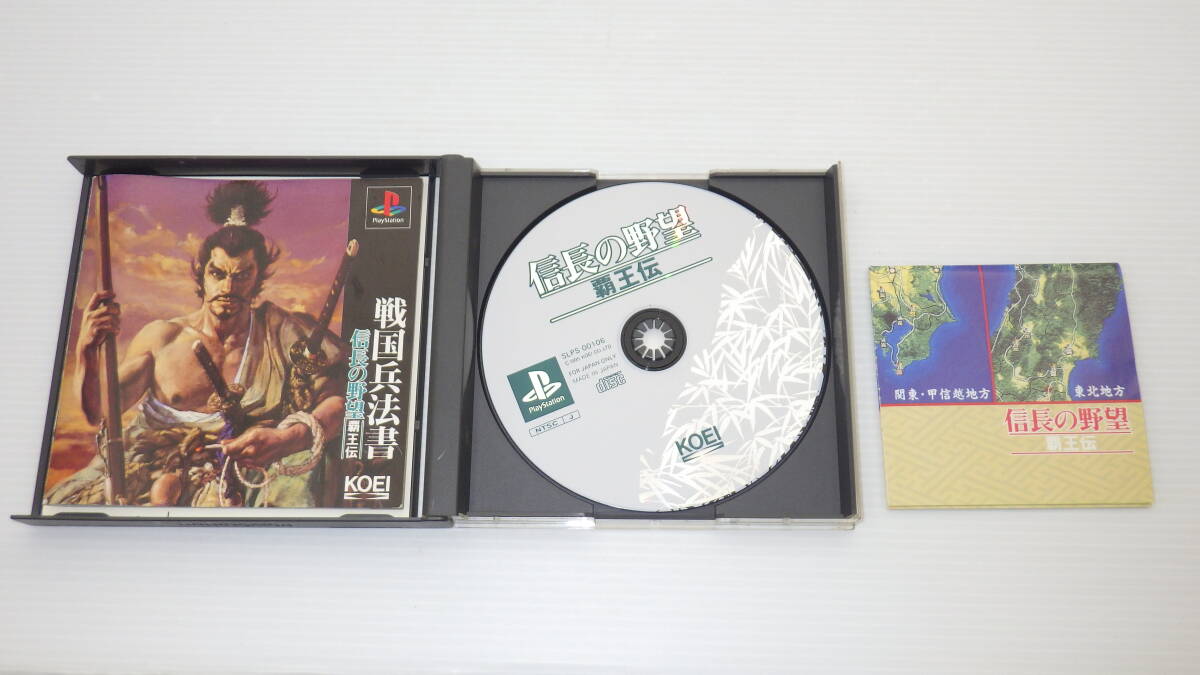 PlayStation
戦国兵法書
信長の野望
覇王伝
KOEI
信長の野望
覇王伝
SLPS 00106
FOR JAPAN ONLY
MADE IN JAPAN
PlayStation
NTSC J
disc
KOEI
関東・甲信越地方
東北地方
信長の野望
覇王伝